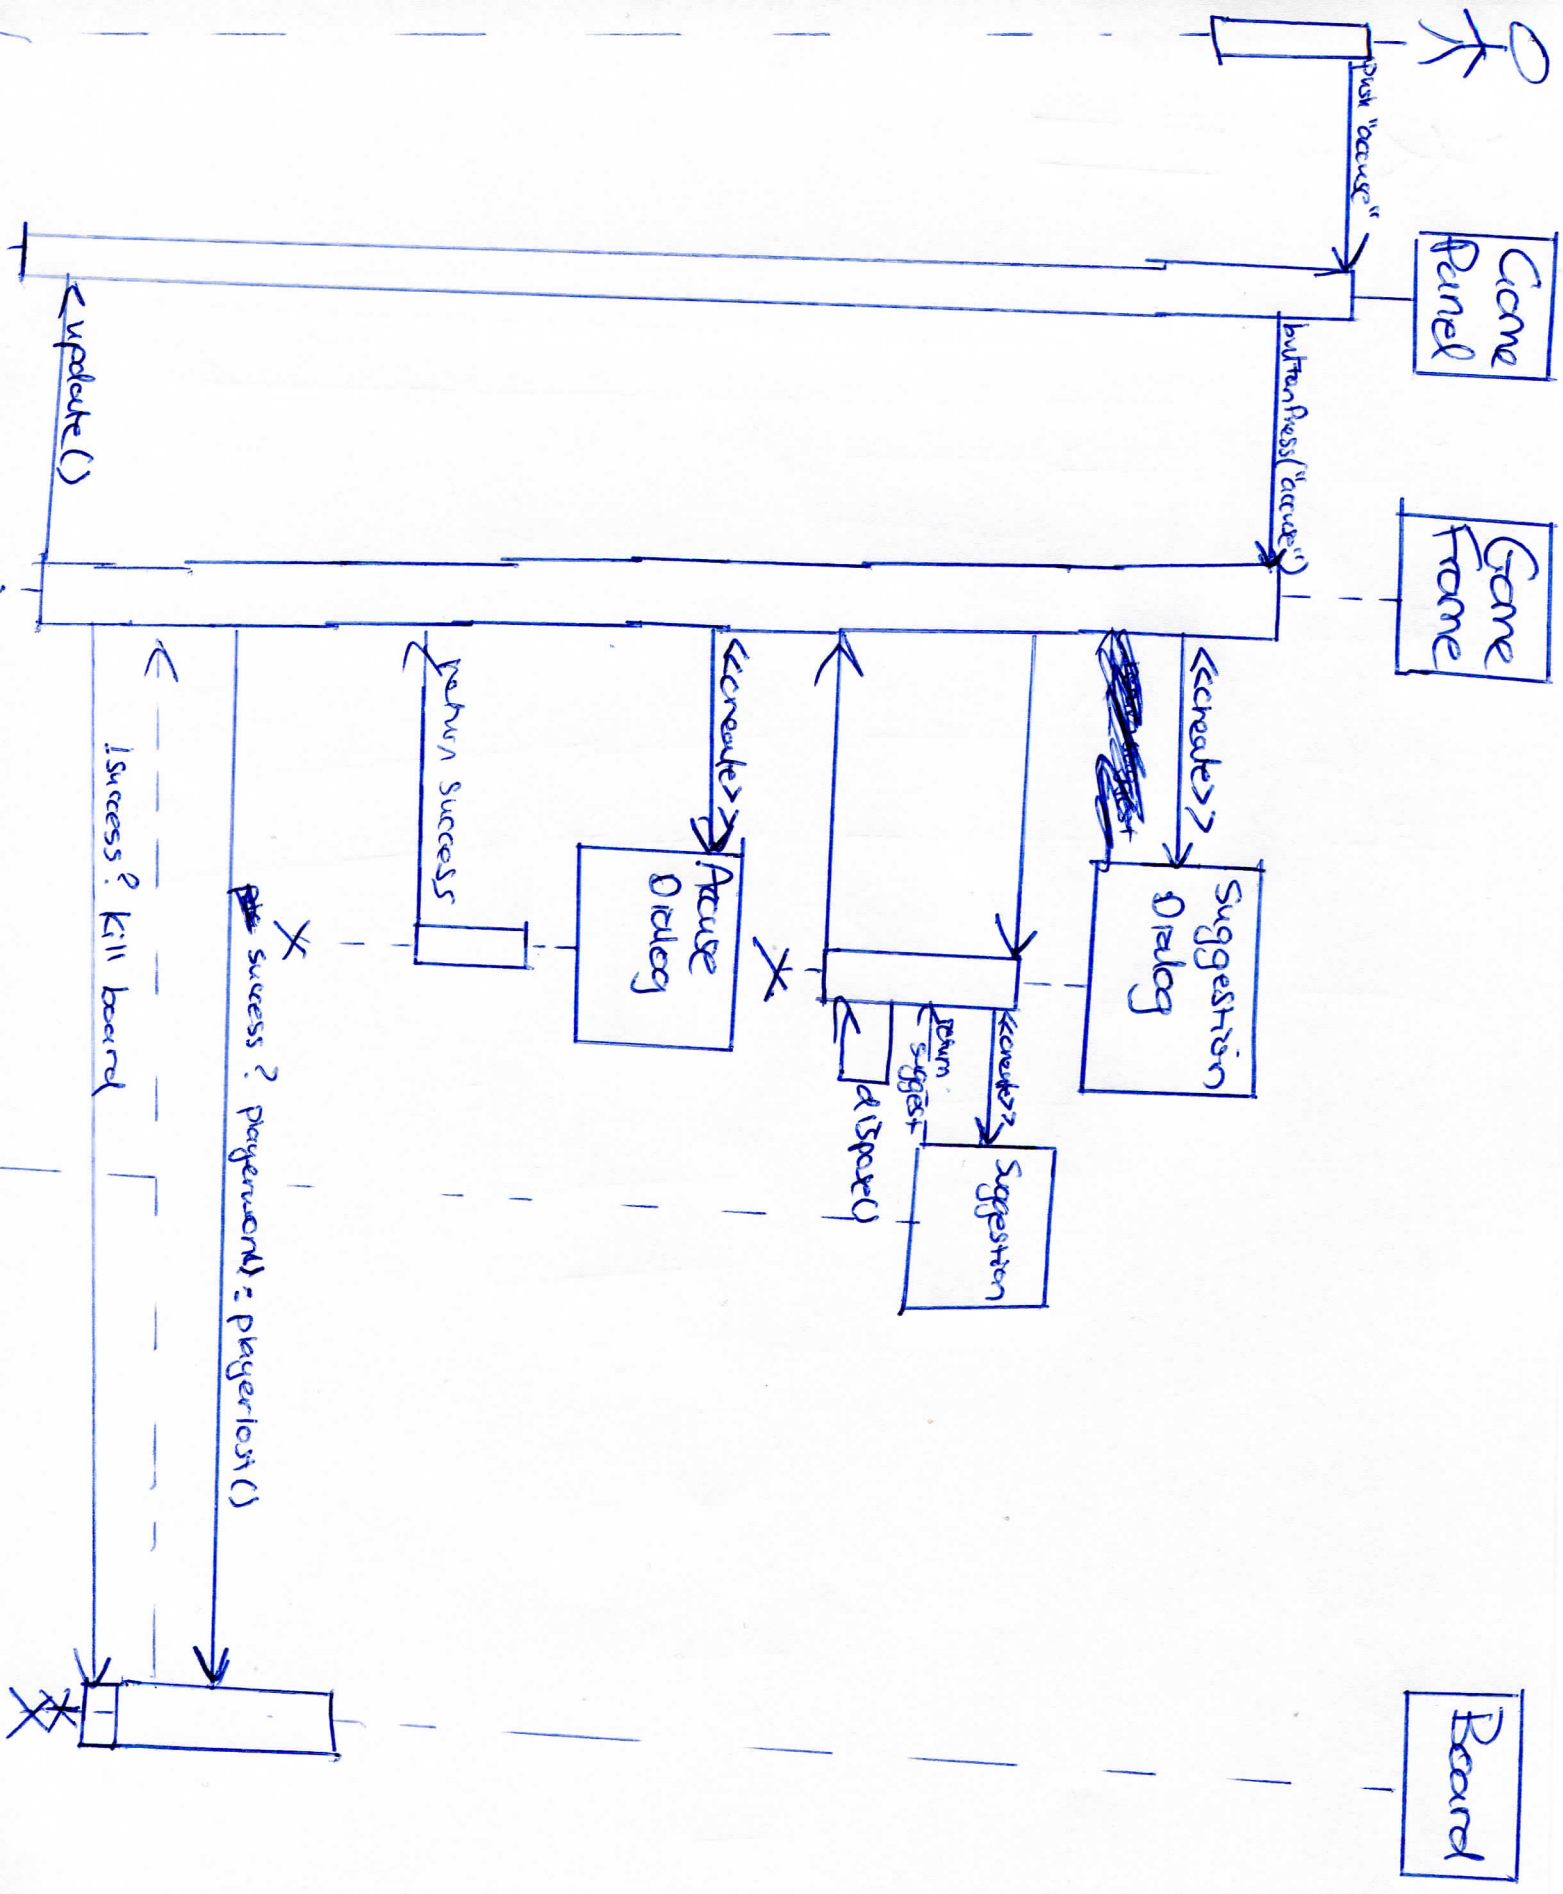 Game
Panel
Game
Frame
Board
push "accuse"
buttonPress("accuse")
<<create>>
Suggestion
Dialog
<<create>>
Suggestion
return
suggest
dispose()
<<create>>
Accuse
Dialog
return success
success ? playerwon() : playerlost()
!success? kill board
update()